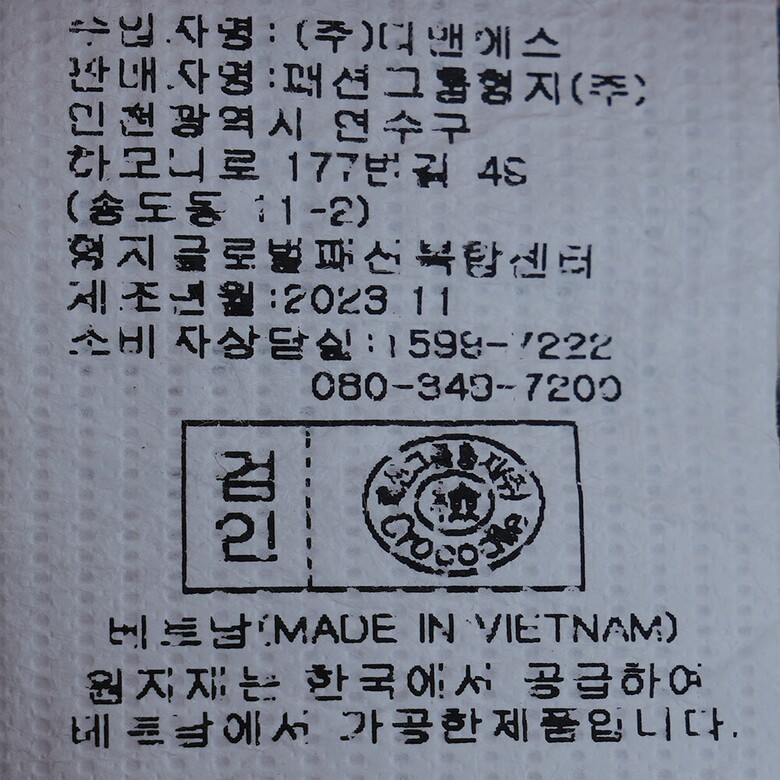 수입자명:(주)디맨에스
판매자명:패션그룹형지(주)
인천광역시 연수구
하모니로 177번길 49
(송도동 11-2)
형지글로벌패션복합센터
제조년월:2023 11
소비자상담실:1599-7222
080-349-7200
검
인
베트남(MADE IN VIETNAM)
원자재는 한국에서 공급하여
베트남에서 가공한제품입니다.